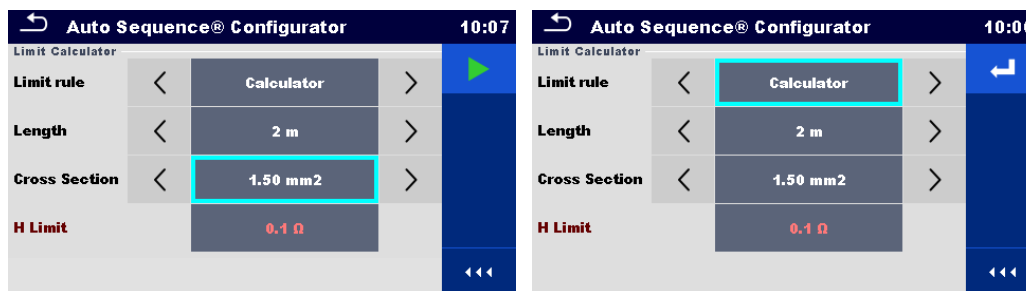 Auto Sequence® Configurator 10:07
Limit Calculator
Limit rule Calculator
Length 2 m
Cross Section 1.50 mm2
H Limit 0.1 Ω
Auto Sequence® Configurator
Limit Calculator
Limit rule Calculator
Length 2 m
Cross Section 1.50 mm2
H Limit 0.1 Ω